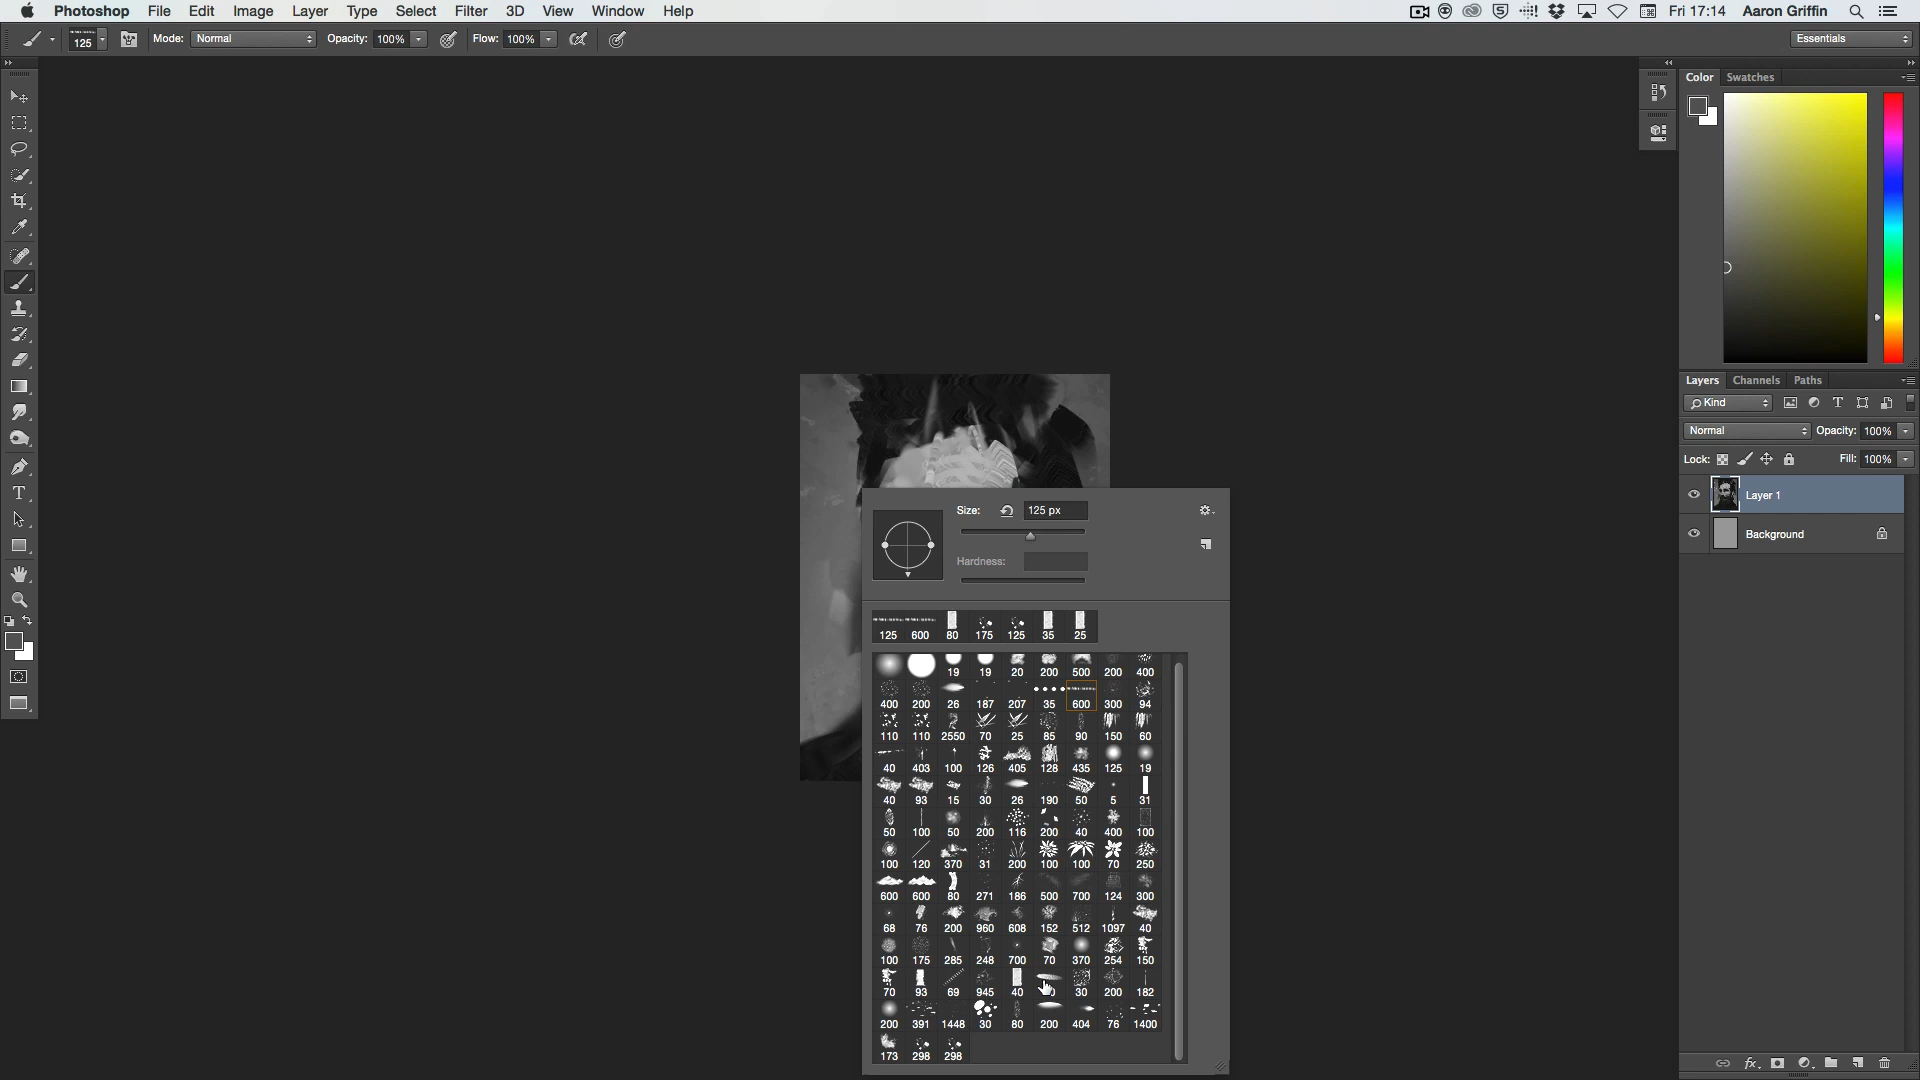 Photoshop File Edit Image Layer Type Select Filter 3D View Window Help Fri 17:14 Aaron Griffin
125 Mode: Normal Opacity: 100% Flow: 100% Essentials
Color Swatches
Layers Channels Paths
Kind
Normal Opacity: 100%
Lock: Fill: 100%
Layer 1
Background
Size: 125 px
Hardness:
125 600 80 175 125 35 25
19 19 20 200 500 200 400
400 200 26 187 207 35 600 300 94
110 110 2550 70 25 85 90 150 60
40 403 100 126 405 128 435 125 19
40 93 15 30 26 190 50 5 31
50 100 50 200 116 200 40 400 100
100 120 370 31 200 100 100 70 250
600 600 80 271 186 500 700 124 300
68 76 200 960 608 152 512 1097 40
100 175 285 248 700 70 370 254 150
70 93 69 945 40 30 200 182
200 391 1448 30 80 200 404 76 1400
173 298 298